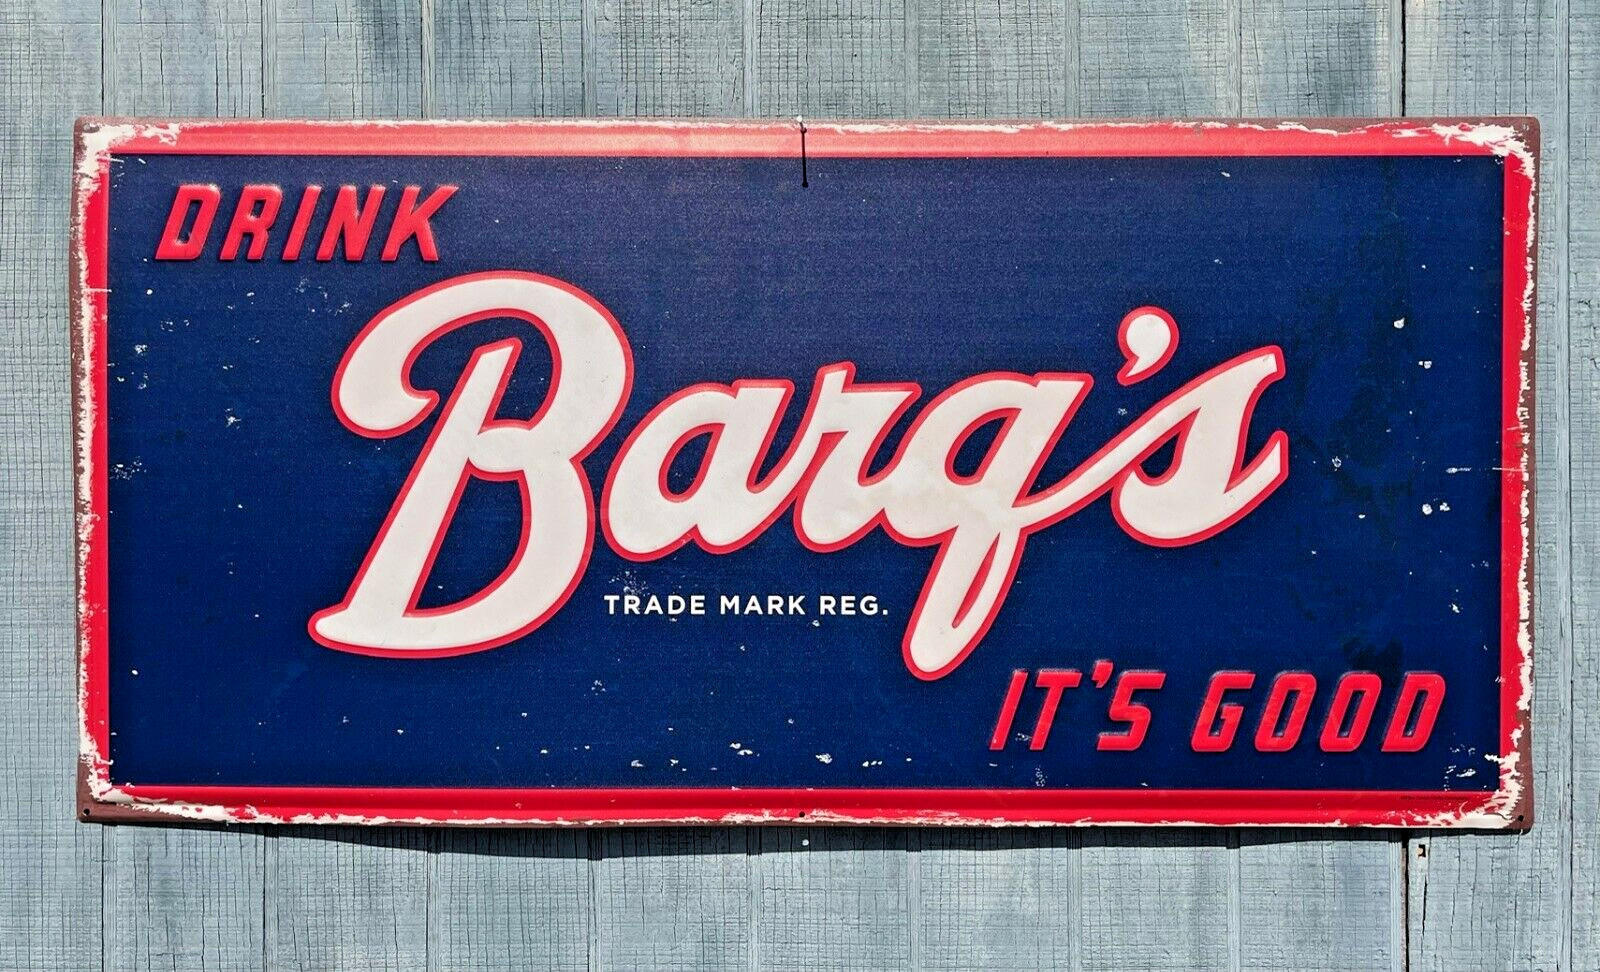 DRINK
Barq's
TRADE MARK REG.
IT'S GOOD